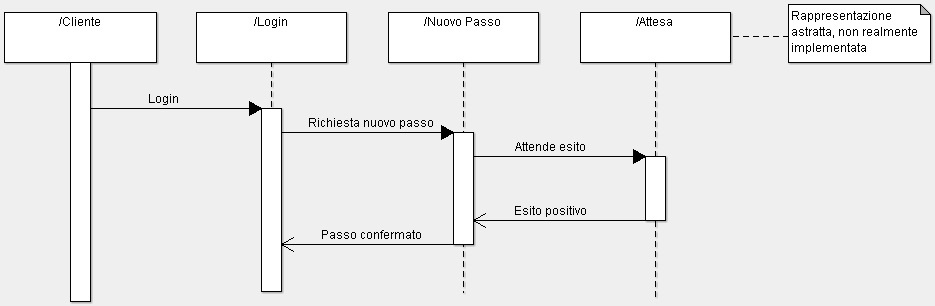 /Cliente
/Login
/Nuovo Passo
/Attesa
Rappresentazione
astratta, non realmente
implementata
Login
Richiesta nuovo passo
Attende esito
Esito positivo
Passo confermato